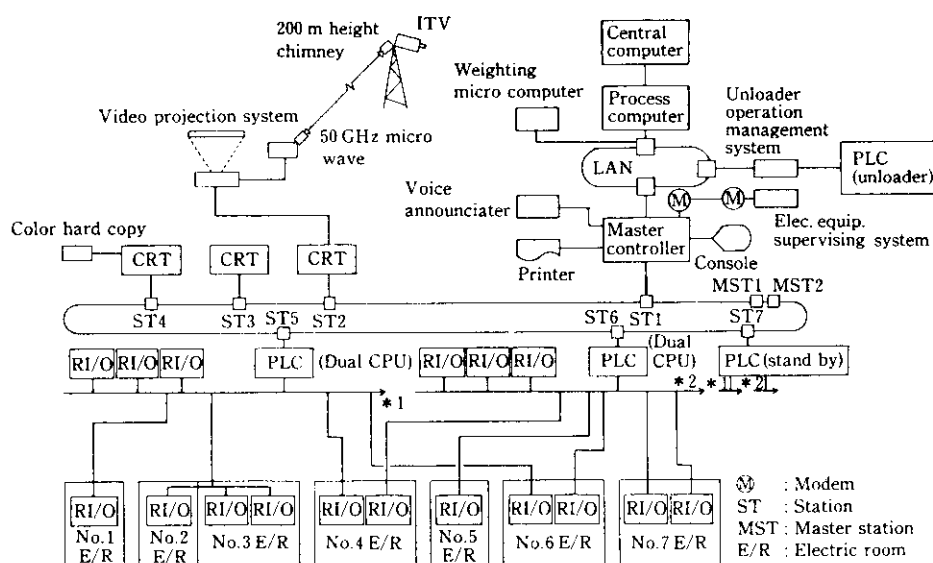 200 m height
chimney
ITV
Central
computer
Weighting
micro computer
Process
computer
Unloader
operation
management
system
Video projection system
50 GHz micro
wave
LAN
PLC
(unloader)
Voice
announciater
M
M
Master
controller
Elec. equip.
supervising system
Color hard copy
CRT
CRT
CRT
Printer
Console
MST1 MST2
ST4
ST3
ST5
ST2
ST6
ST1
ST7
RI/O RI/O RI/O
PLC
(Dual CPU)
RI/O RI/O RI/O
PLC
(Dual
CPU)
PLC (stand by)
*1
*2
*1
*2
RI/O
RI/O
RI/O
RI/O
RI/O
RI/O
RI/O
RI/O
RI/O
RI/O
RI/O
No.1
E/R
No.2
E/R
No.3 E/R
No.4 E/R
No.5
E/R
No.6 E/R
No.7 E/R
M : Modem
ST : Station
MST : Master station
E/R : Electric room